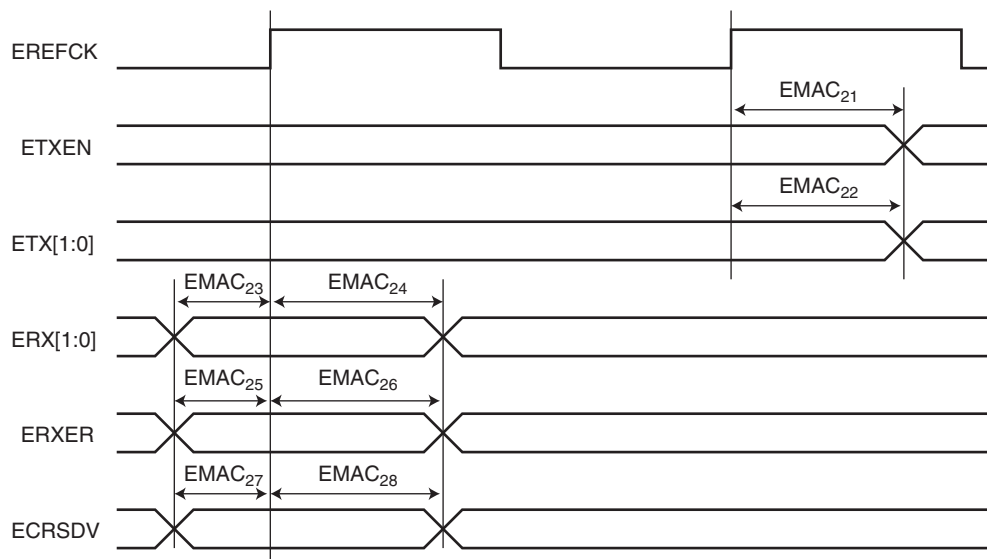 EREFCK
EMAC21
ETXEN
EMAC22
ETX[1:0]
EMAC23 EMAC24
ERX[1:0]
EMAC25 EMAC26
ERXER
EMAC27 EMAC28
ECRSDV